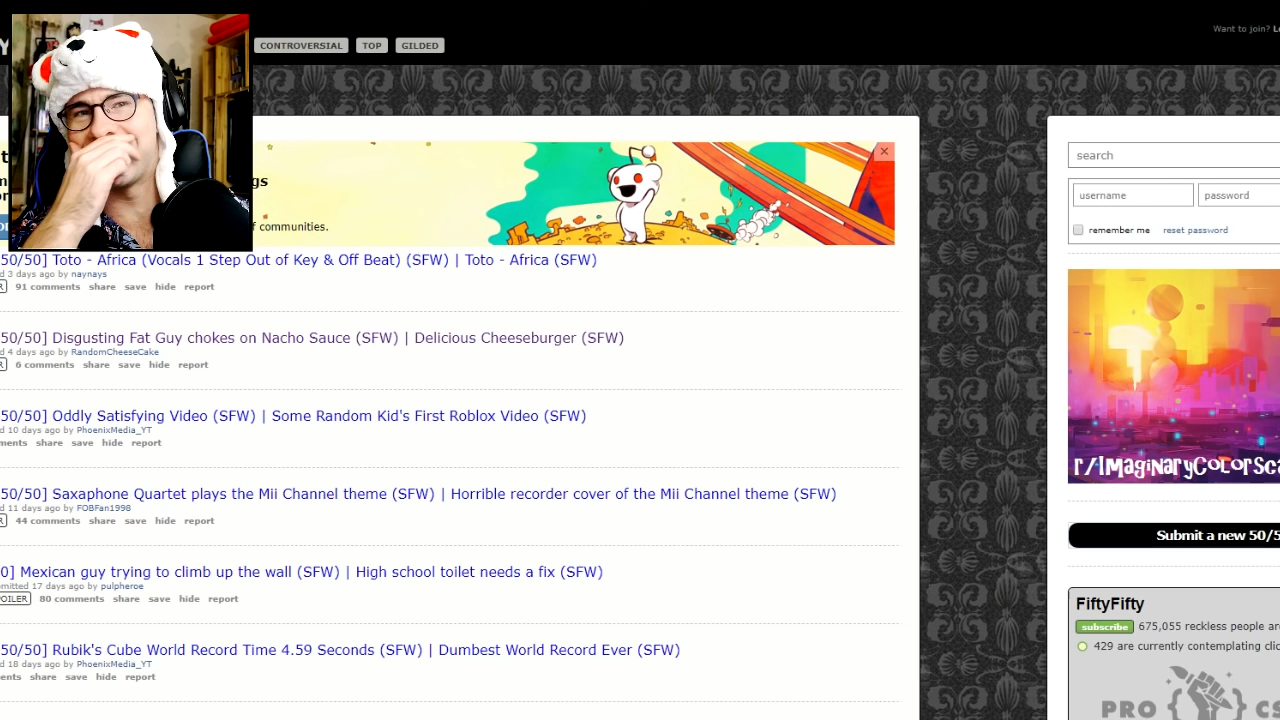 CONTROVERSIAL TOP GILDED
Want to join?
gs
f communities.
search
username password
remember me reset password
50/50] Toto - Africa (Vocals 1 Step Out of Key & Off Beat) (SFW) | Toto - Africa (SFW)
d 3 days ago by naynays
91 comments share save hide report
50/50] Disgusting Fat Guy chokes on Nacho Sauce (SFW) | Delicious Cheeseburger (SFW)
d 4 days ago by RandomCheeseCake
6 comments share save hide report
50/50] Oddly Satisfying Video (SFW) | Some Random Kid's First Roblox Video (SFW)
d 10 days ago by PhoenixMedia_YT
ments share save hide report
50/50] Saxaphone Quartet plays the Mii Channel theme (SFW) | Horrible recorder cover of the Mii Channel theme (SFW)
d 11 days ago by FOBFan1998
44 comments share save hide report
0] Mexican guy trying to climb up the wall (SFW) | High school toilet needs a fix (SFW)
mitted 17 days ago by pulpheroe
OILER 80 comments share save hide report
50/50] Rubik's Cube World Record Time 4.59 Seconds (SFW) | Dumbest World Record Ever (SFW)
d 18 days ago by PhoenixMedia_YT
ents share save hide report
r/ImaginaryColorSca
Submit a new 50/5
FiftyFifty
subscribe 675,055 reckless people ar
429 are currently contemplating clic
PRO CS